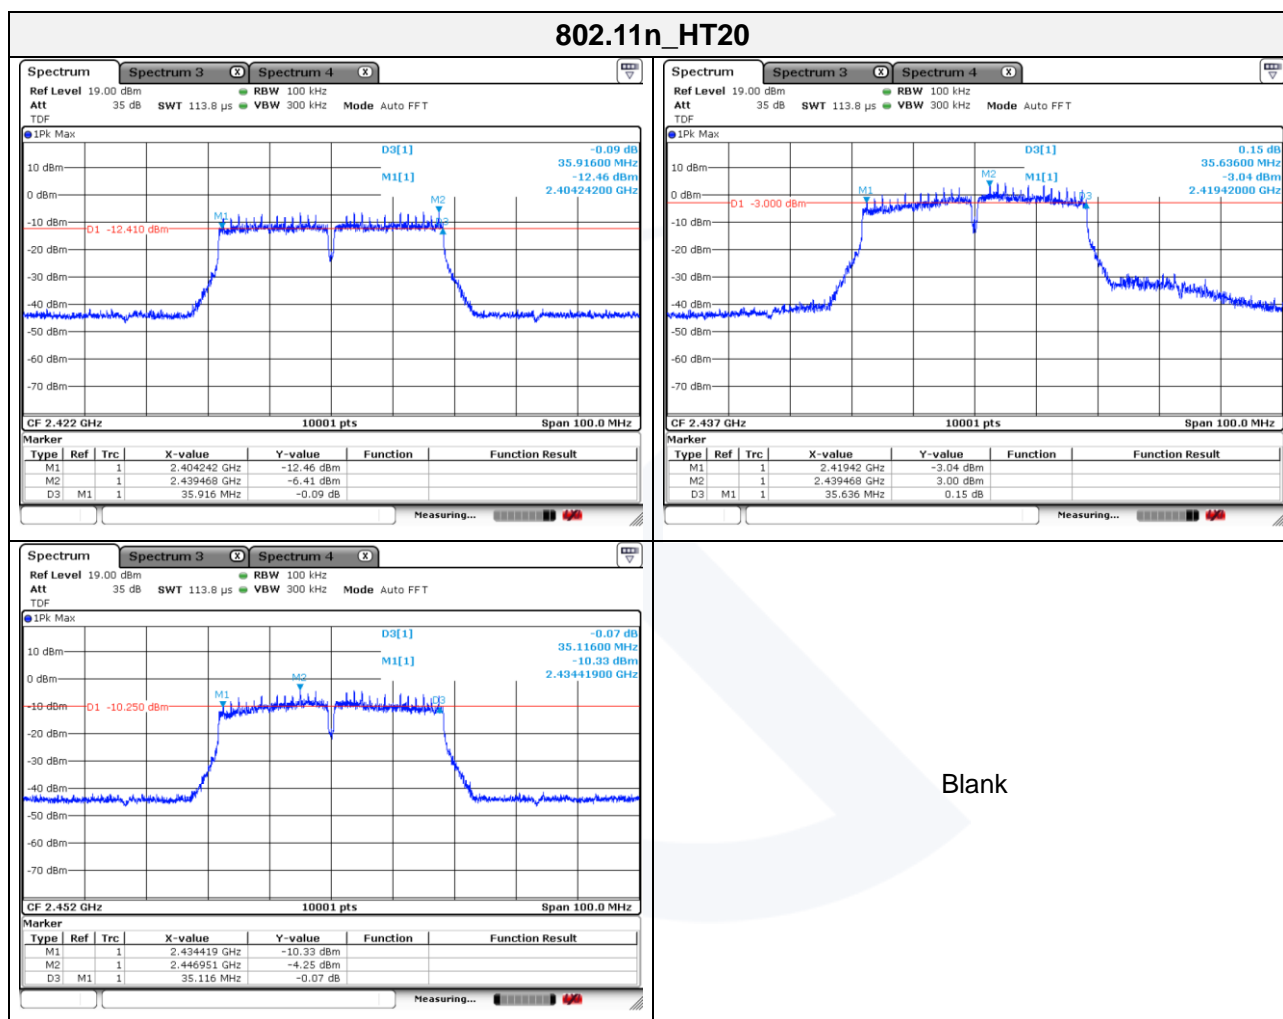 802.11n_HT20
Spectrum Spectrum 3 X Spectrum 4 X
Ref Level 19.00 dBm RBW 100 kHz
Att 35 dB SWT 113.8 µs VBW 300 kHz Mode Auto FFT
TDF
1Pk Max
D3[1] -0.09 dB
35.91600 MHz
M1[1] -12.46 dBm
2.40424200 GHz
10 dBm
0 dBm
-10 dBm
-20 dBm
-30 dBm
-40 dBm
-50 dBm
-60 dBm
-70 dBm
M1
M2
D3
D1 -12.410 dBm
CF 2.422 GHz 10001 pts Span 100.0 MHz
Marker
Type Ref Trc X-value Y-value Function Function Result
M1 1 2.404242 GHz -12.46 dBm
M2 1 2.439468 GHz -6.41 dBm
D3 M1 1 35.916 MHz -0.09 dB
Measuring...
Spectrum Spectrum 3 X Spectrum 4 X
Ref Level 19.00 dBm RBW 100 kHz
Att 35 dB SWT 113.8 µs VBW 300 kHz Mode Auto FFT
TDF
1Pk Max
D3[1] 0.15 dB
35.63600 MHz
M1[1] -3.04 dBm
2.41942000 GHz
10 dBm
0 dBm
-10 dBm
-20 dBm
-30 dBm
-40 dBm
-50 dBm
-60 dBm
-70 dBm
M1
M2
D3
D1 -3.000 dBm
CF 2.437 GHz 10001 pts Span 100.0 MHz
Marker
Type Ref Trc X-value Y-value Function Function Result
M1 1 2.41942 GHz -3.04 dBm
M2 1 2.439468 GHz 3.00 dBm
D3 M1 1 35.636 MHz 0.15 dB
Measuring...
Spectrum Spectrum 3 X Spectrum 4 X
Ref Level 19.00 dBm RBW 100 kHz
Att 35 dB SWT 113.8 µs VBW 300 kHz Mode Auto FFT
TDF
1Pk Max
D3[1] -0.07 dB
35.11600 MHz
M1[1] -10.33 dBm
2.43441900 GHz
10 dBm
0 dBm
-10 dBm
-20 dBm
-30 dBm
-40 dBm
-50 dBm
-60 dBm
-70 dBm
M1
M2
D3
D1 -10.250 dBm
CF 2.452 GHz 10001 pts Span 100.0 MHz
Marker
Type Ref Trc X-value Y-value Function Function Result
M1 1 2.434419 GHz -10.33 dBm
M2 1 2.446951 GHz -4.25 dBm
D3 M1 1 35.116 MHz -0.07 dB
Measuring...
Blank